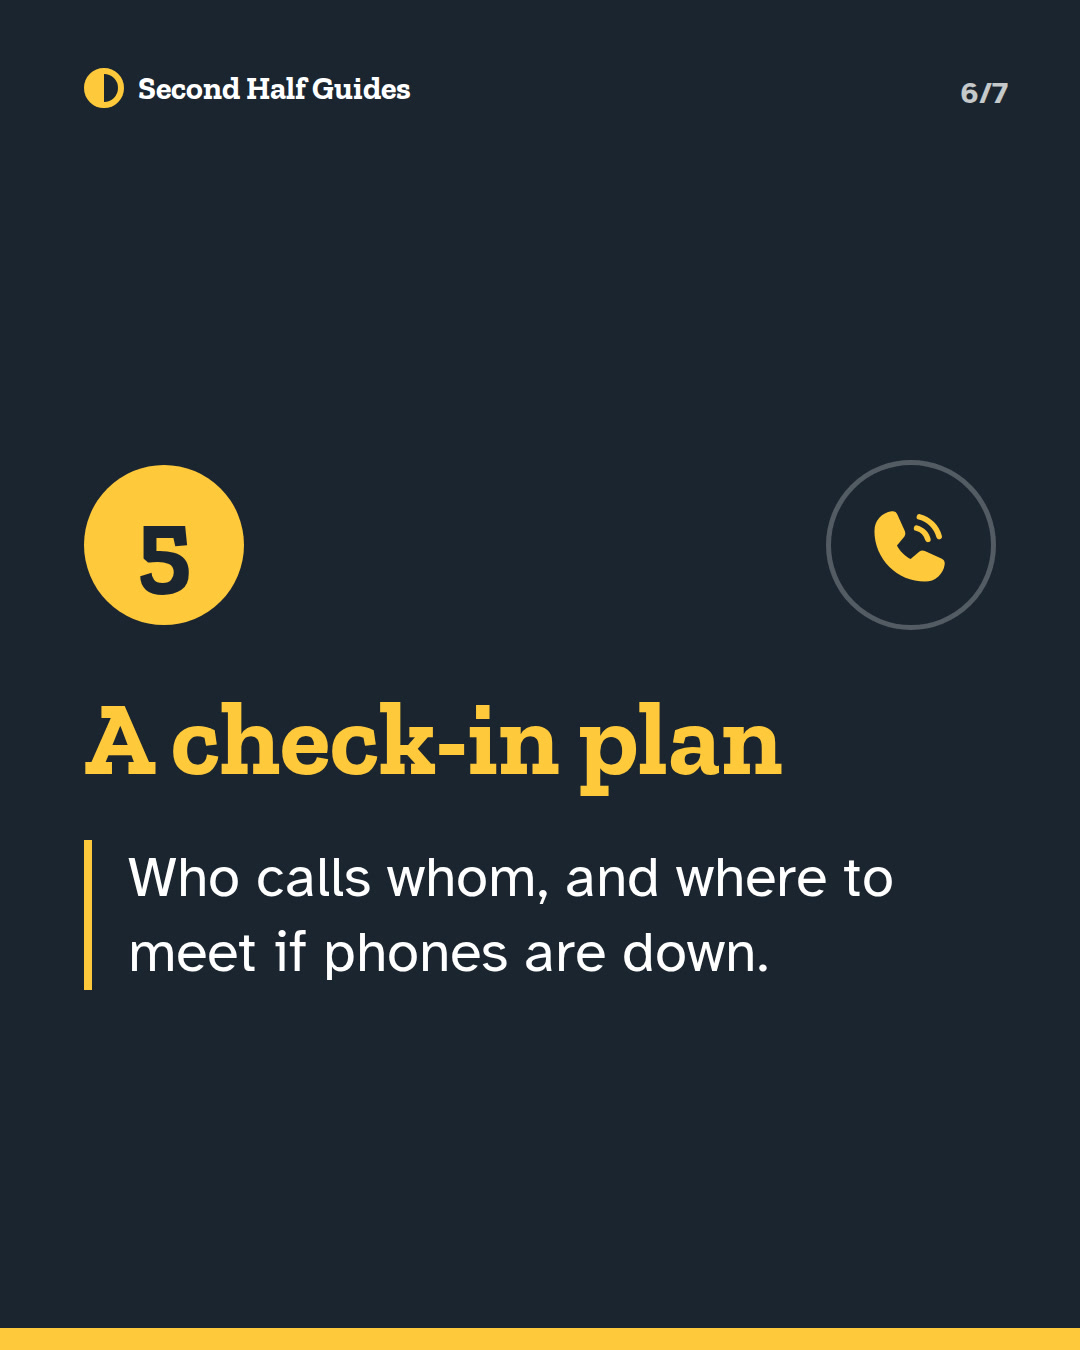 Second Half Guides
6/7
5
A check-in plan
Who calls whom, and where to
meet if phones are down.